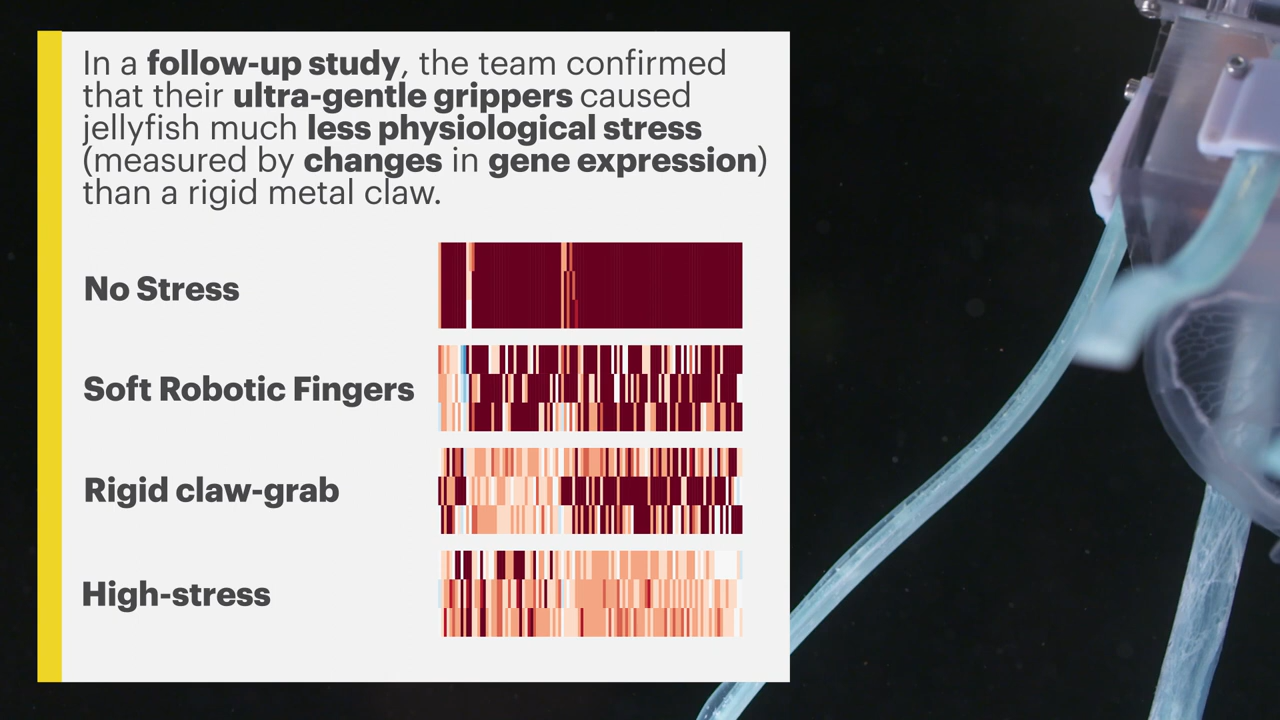 In a follow-up study, the team confirmed
that their ultra-gentle grippers caused
jellyfish much less physiological stress
(measured by changes in gene expression)
than a rigid metal claw.
No Stress
Soft Robotic Fingers
Rigid claw-grab
High-stress